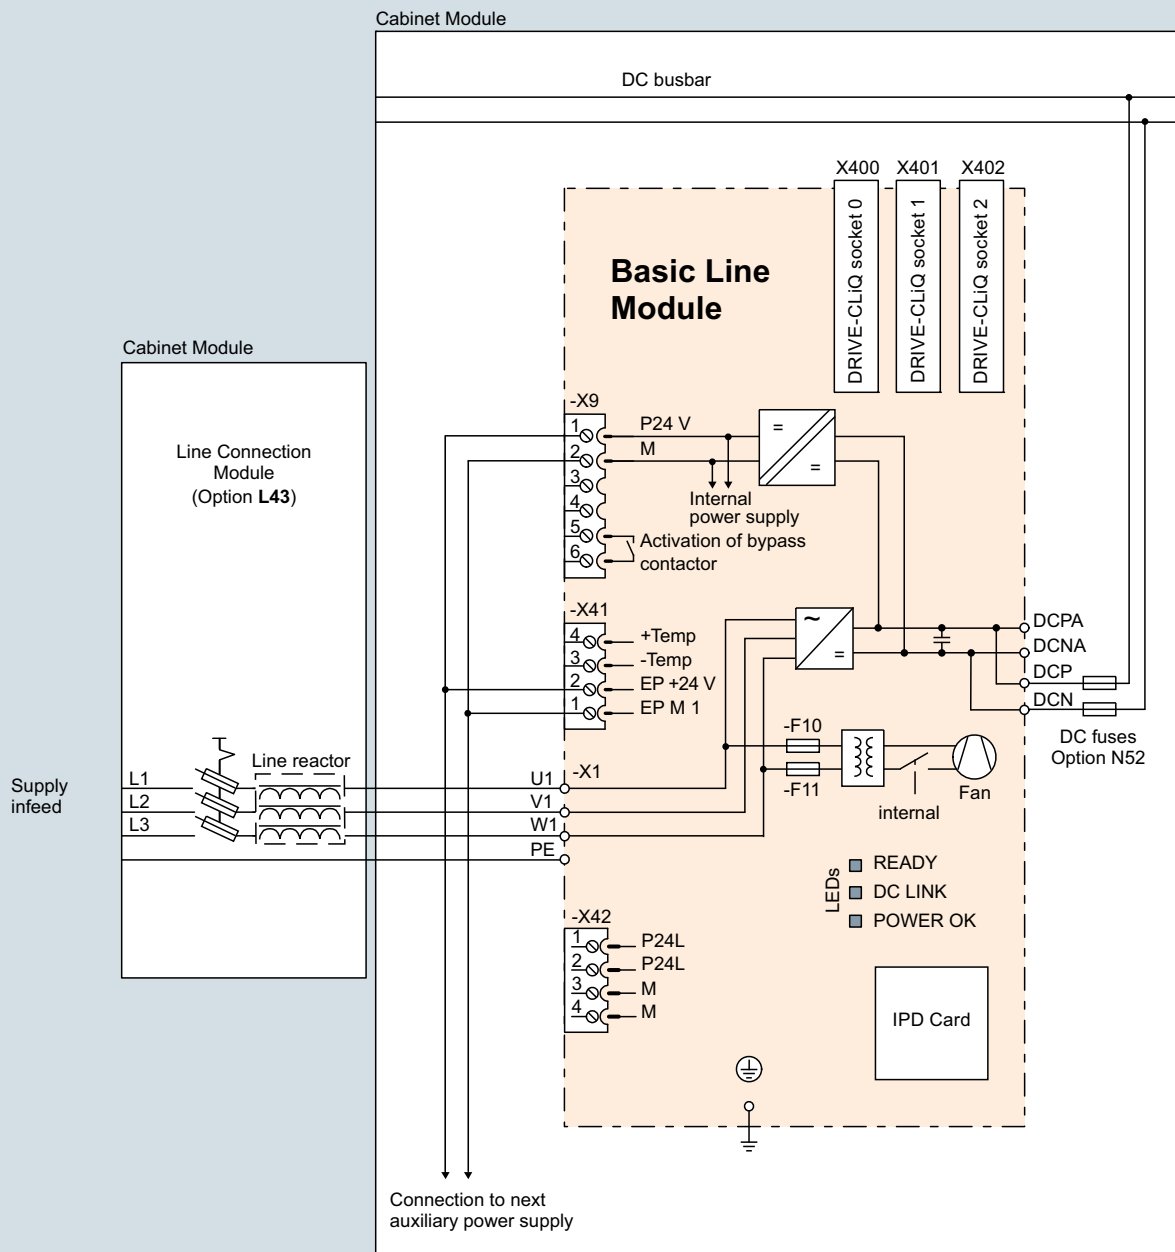 Cabinet Module
DC busbar
X400
X401
X402
DRIVE-CLiQ socket 0
DRIVE-CLiQ socket 1
DRIVE-CLiQ socket 2
Basic Line
Module
Cabinet Module
Line Connection
Module
(Option L43)
-X9
1
P24 V
2
M
3
4
5
6
=
=
Internal
power supply
Activation of bypass
contactor
-X41
4
+Temp
3
-Temp
2
EP +24 V
1
EP M 1
~
=
DCPA
DCNA
DCP
DCN
DC fuses
Option N52
-F10
-F11
internal
Fan
Supply
infeed
L1
L2
L3
Line reactor
-X1
U1
V1
W1
PE
LEDs
READY
DC LINK
POWER OK
-X42
1
P24L
2
P24L
3
M
4
M
IPD Card
Connection to next
auxiliary power supply